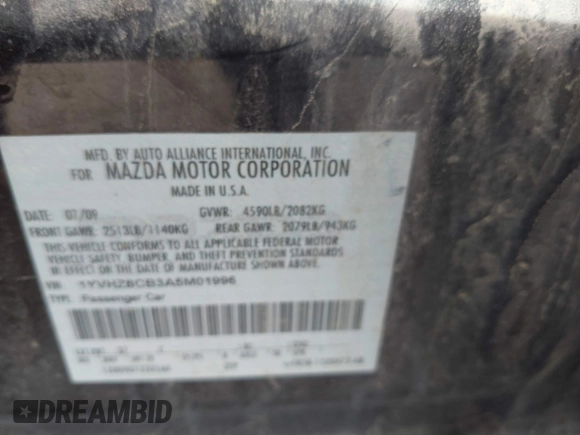 MFD. BY AUTO ALLIANCE INTERNATIONAL, INC.
FOR MAZDA MOTOR CORPORATION
MADE IN U.S.A.
DATE: 07/09 GVWR: 4590LB/2082KG
FRONT GAWR: 2513LB/1140KG REAR GAWR: 2079LB/943KG
THIS VEHICLE CONFORMS TO ALL APPLICABLE FEDERAL MOTOR
VEHICLE SAFETY, BUMPER, AND THEFT PREVENTION STANDARDS
IN EFFECT ON THE DATE OF MANUFACTURE SHOWN ABOVE.
VIN: 1YVHZ8CB3A5M01996
TYPE: Passenger Car
DREAMBID